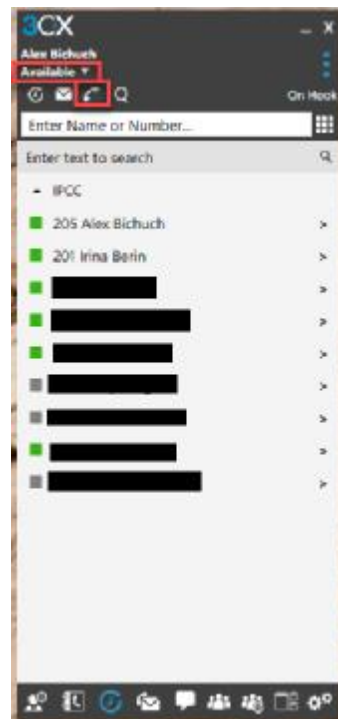 3CX
Alex Bichuch
Available
On Hook
Enter Name or Number...
Enter text to search
IPCC
205 Alex Bichuch
201 Irina Berin